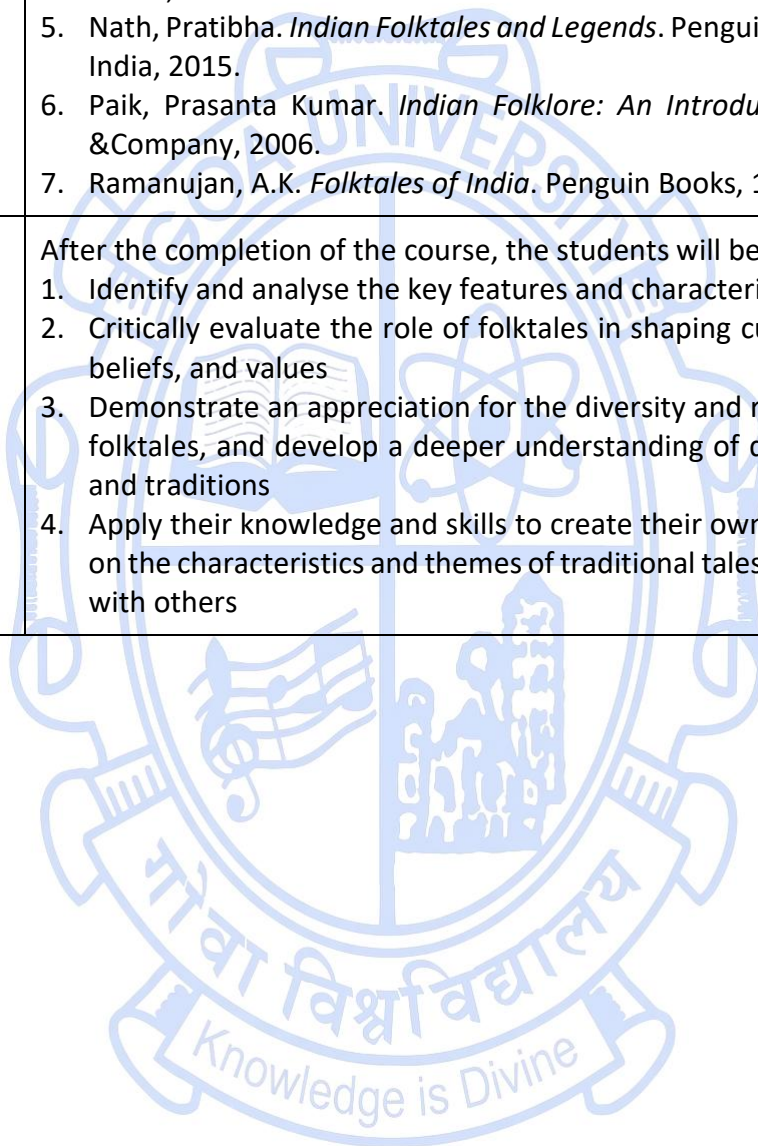 5. Nath, Pratibha. Indian Folktales and Legends. Pengui
India, 2015.
6. Paik, Prasanta Kumar. Indian Folklore: An Introdu
&Company, 2006.
7. Ramanujan, A.K. Folktales of India. Penguin Books, 1
After the completion of the course, the students will be
1. Identify and analyse the key features and characteri
2. Critically evaluate the role of folktales in shaping cu
beliefs, and values
3. Demonstrate an appreciation for the diversity and r
folktales, and develop a deeper understanding of d
and traditions
4. Apply their knowledge and skills to create their own
on the characteristics and themes of traditional tales
with others
GOA UNIVERSITY
गोंवा विश्वविद्यालय
Knowledge is Divine